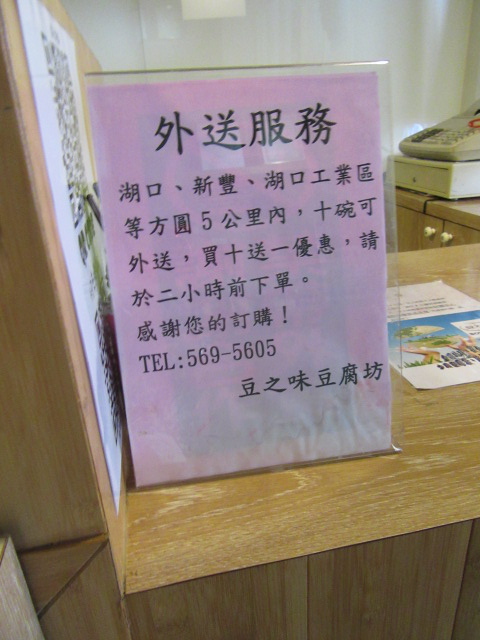 外送服務
湖口、新豐、湖口工業區
等方圓5公里內，十碗可
外送，買十送一優惠，請
於二小時前下單。
感謝您的訂購！
TEL:569-5605
豆之味豆腐坊